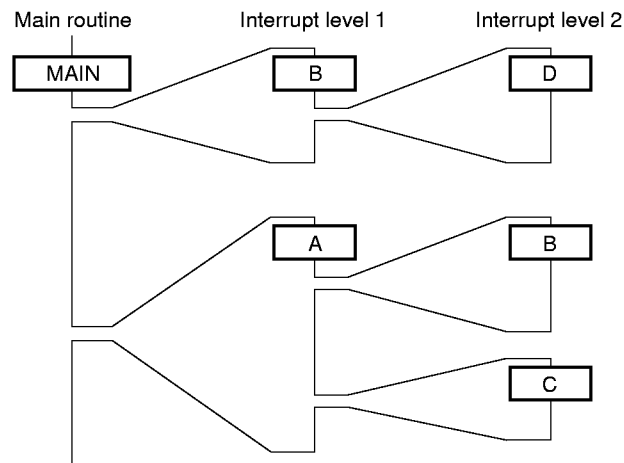 Main routine
Interrupt level 1
Interrupt level 2
MAIN
B
D
A
B
C